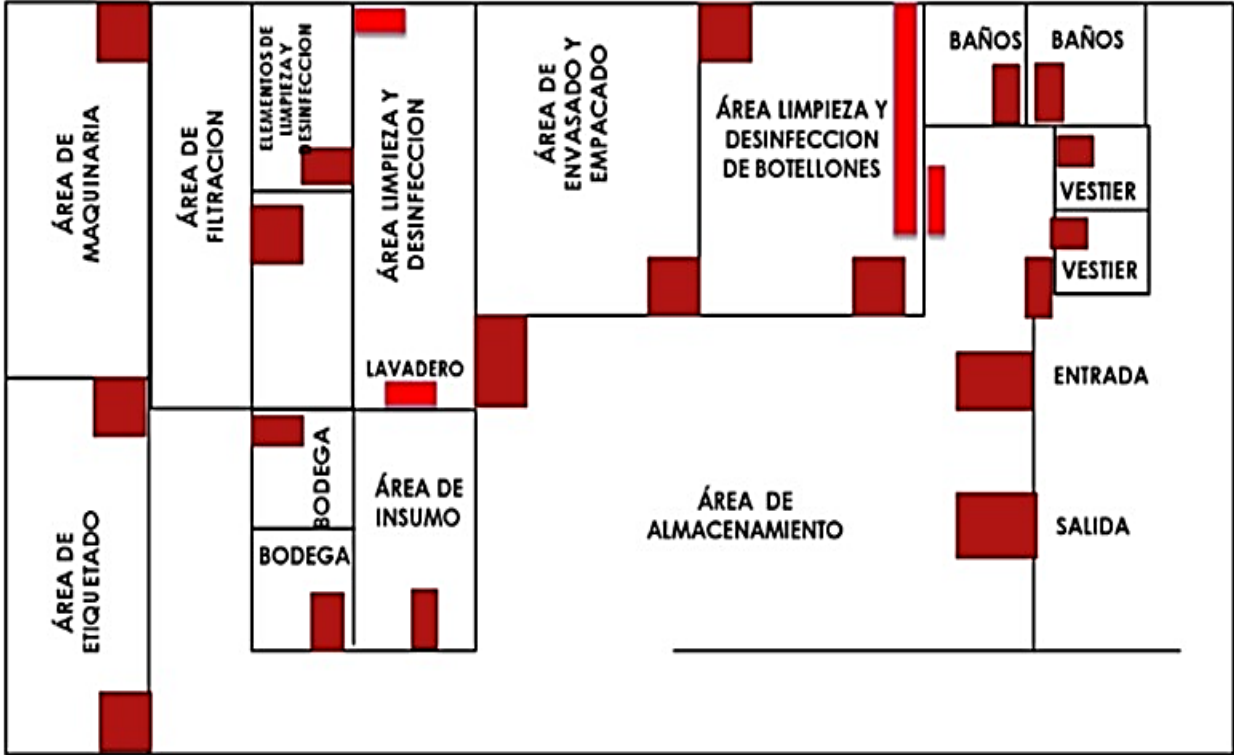 ÁREA DE
MAQUINARIA
ÁREA DE
FILTRACION
ELEMENTOS DE
LIMPIEZA Y
DESINFECCION
ÁREA LIMPIEZA Y
DESINFECCION
LAVADERO
ÁREA DE
ENVASADO Y
EMPACADO
ÁREA LIMPIEZA Y
DESINFECCION
DE BOTELLONES
BAÑOS
BAÑOS
VESTIER
VESTIER
ENTRADA
SALIDA
ÁREA DE
ALMACENAMIENTO
ÁREA DE
INSUMO
BODEGA
BODEGA
ÁREA DE
ETIQUETADO